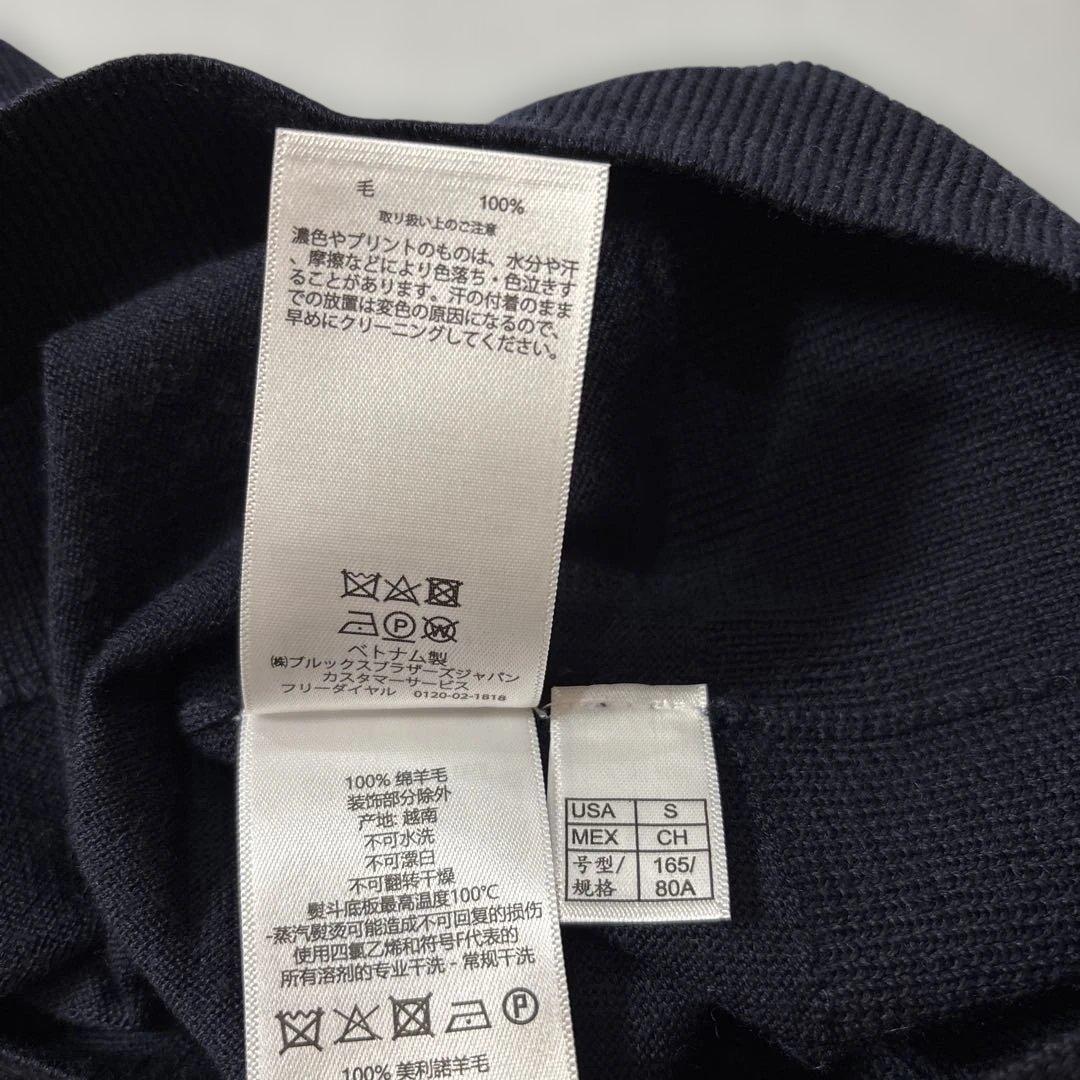 毛 100%
取り扱い上のご注意
濃色やプリントのものは、水分や汗
、摩擦などにより色落ち・色泣きす
ることがあります。汗の付着のまま
での放置は変色の原因になるので、
早めにクリーニングしてください。
P
W
ベトナム製
㈱ブルックスブラザーズジャパン
カスタマーサービス
フリーダイヤル 0120-02-1818
100% 绵羊毛
装饰部分除外
产地: 越南
不可水洗
不可漂白
不可翻转干燥
熨斗底板最高温度100℃
-蒸汽熨烫可能造成不可回复的损伤
使用四氯乙烯和符号F代表的
所有溶剂的专业干洗 - 常规干洗
P
100% 美利諾羊毛
USA S
MEX CH
号型/ 165/
规格 80A